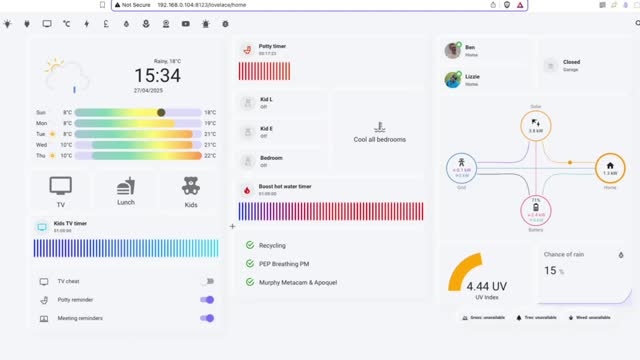 Not Secure 192.168.0.104:8123/lovelace/home
Rainy, 18°C
15:34
27/04/2025
Sun 8°C 18°C
Mon 8°C 19°C
Tue 8°C 21°C
Wed 10°C 21°C
Thu 10°C 22°C
TV
Lunch
Kids
Kids TV timer
01:00:00
TV cheat
Potty reminder
Meeting reminders
Potty timer
00:17:23
Kid L
Off
Kid E
Off
Bedroom
Off
Cool all bedrooms
Boost hot water timer
01:00:00
Recycling
PEP Breathing PM
Murphy Metacam & Apoquel
Ben
Home
Lizzie
Home
Closed
Garage
Solar
3.8 kW
Grid
Home
1.3 kW
71%
Battery
4.44 UV
UV Index
Chance of rain
15 %
Grass: unavailable
Tree: unavailable
Weed: unavailable